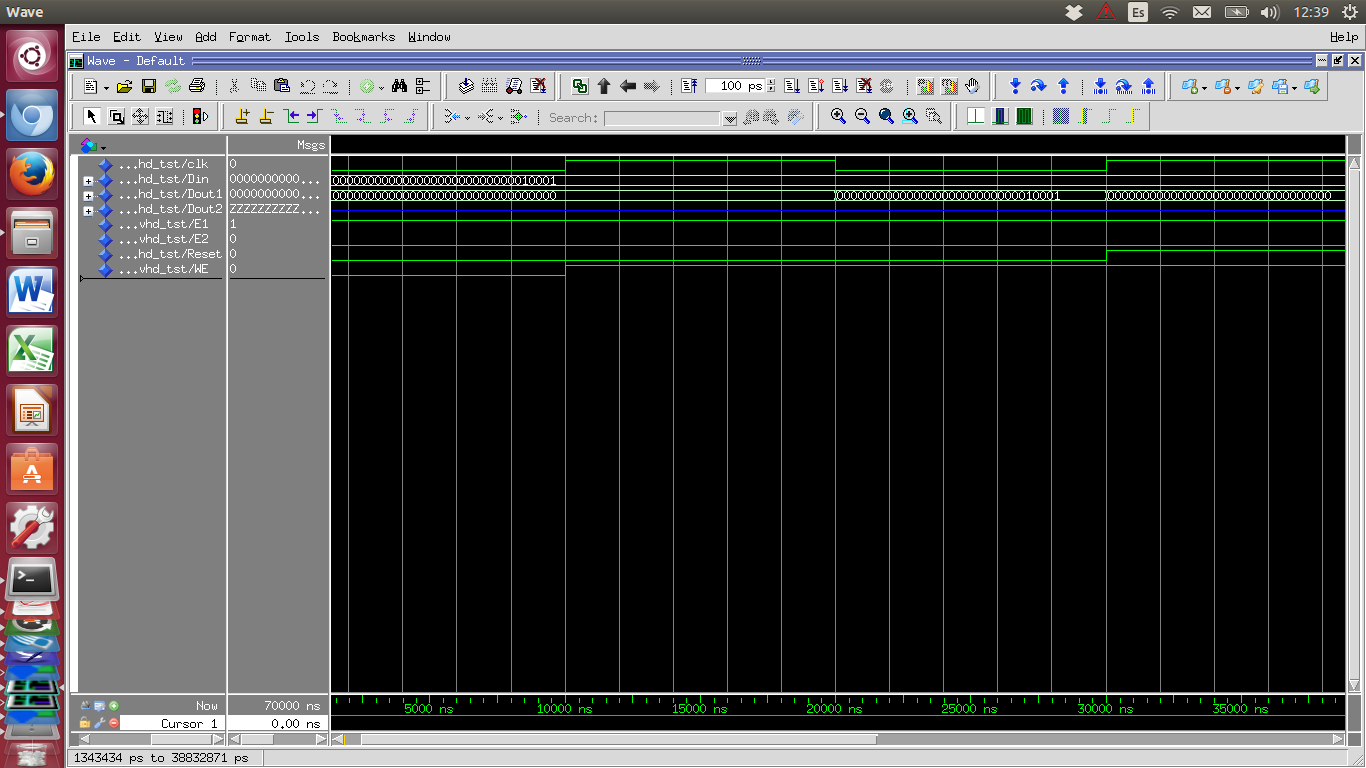 Wave
Es
12:39
File Edit View Add Format Tools Bookmarks Window Help
Wave - Default
100 ps
Search:
Msgs
...hd_tst/clk 0
...hd_tst/Din 0000000000...
...hd_tst/Dout1 0000000000...
...hd_tst/Dout2 ZZZZZZZZZZ...
...vhd_tst/E1 1
...vhd_tst/E2 0
...hd_tst/Reset 0
...vhd_tst/WE 0
00000000000000000000000000010001
00000000000000000000000000000000
00000000000000000000000000010001
00000000000000000000000000000000
Now 70000 ns
5000 ns 10000 ns 15000 ns 20000 ns 25000 ns 30000 ns 35000 ns
Cursor 1 0.00 ns
1343434 ps to 38832871 ps